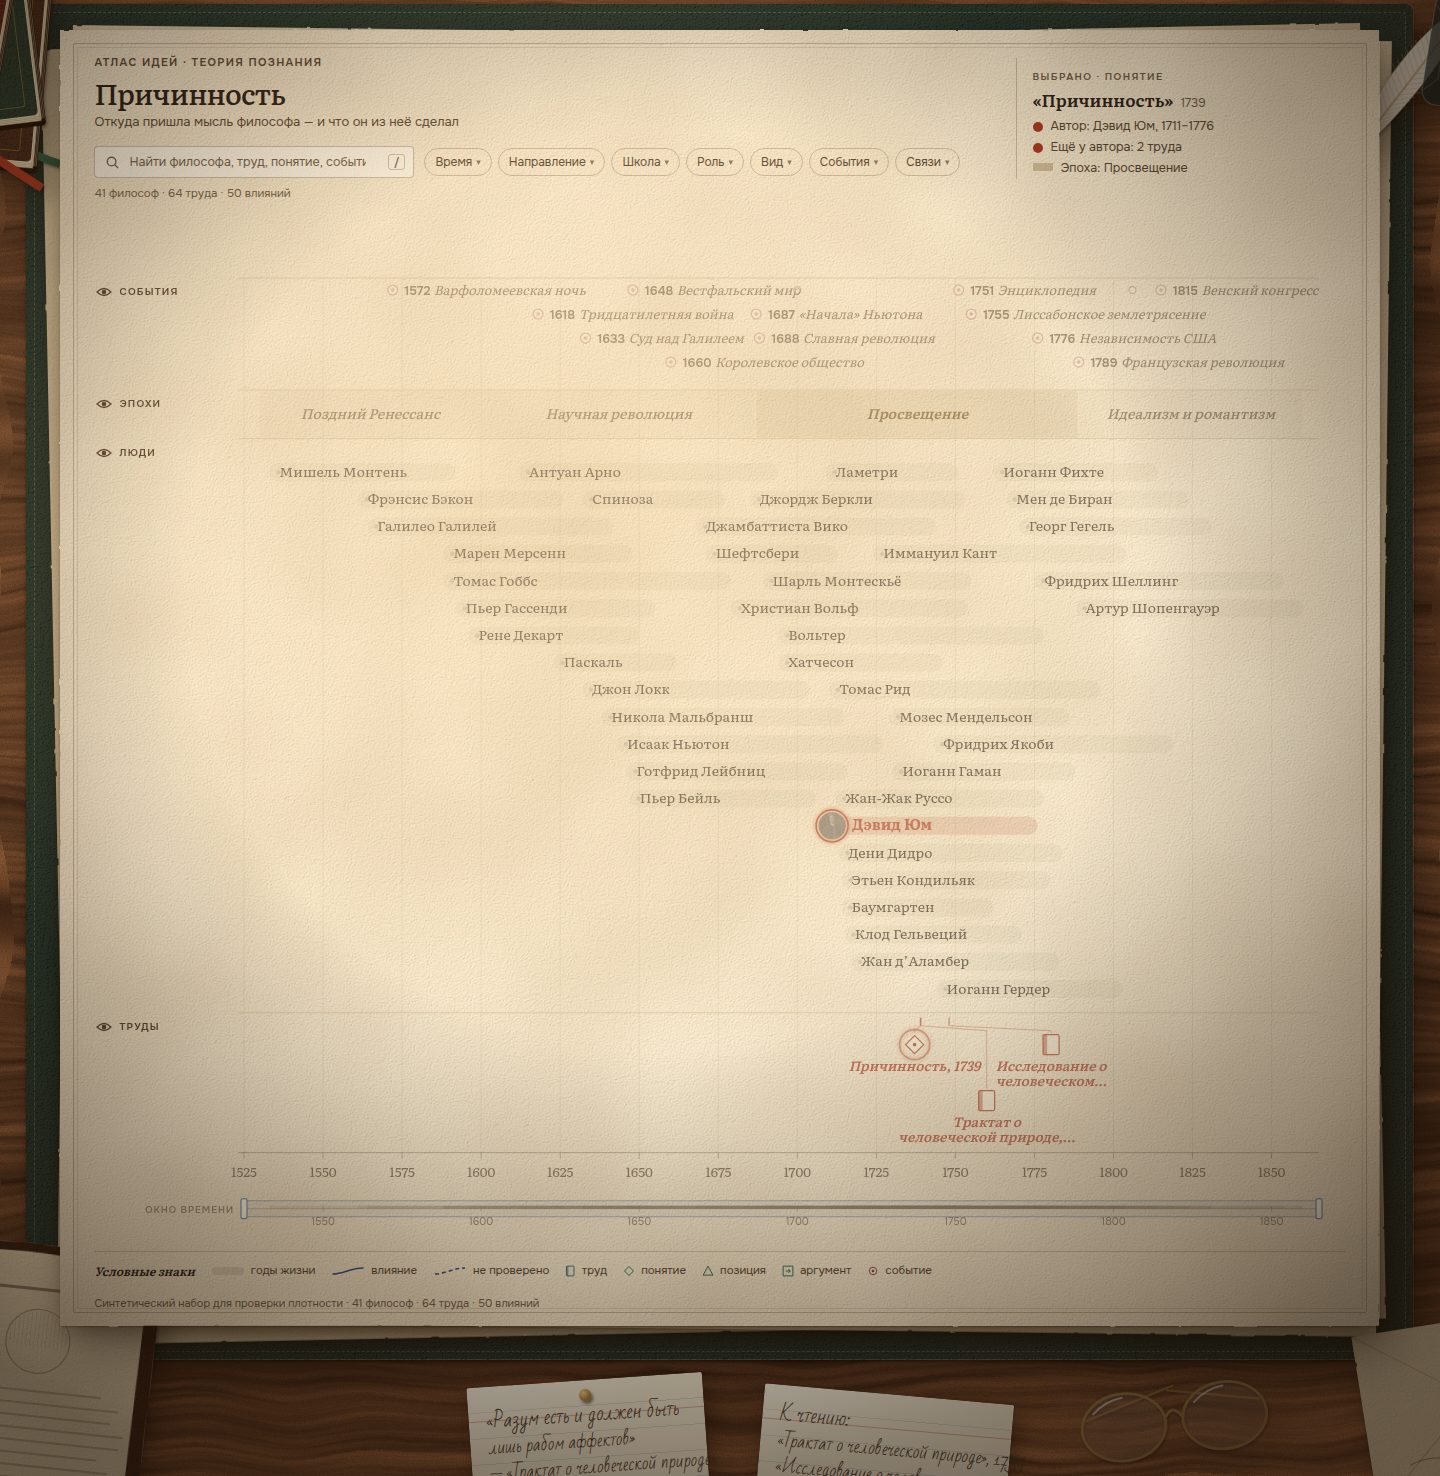 АТЛАС ИДЕЙ · ТЕОРИЯ ПОЗНАНИЯ
Причинность
Откуда пришла мысль философа — и что он из неё сделал
Найти философа, труд, понятие, событи /
Время Направление Школа Роль Вид События Связи
41 философ · 64 труда · 50 влияний
ВЫБРАНО · ПОНЯТИЕ
«Причинность» 1739
Автор: Дэвид Юм, 1711–1776
Ещё у автора: 2 труда
Эпоха: Просвещение
СОБЫТИЯ
1572 Варфоломеевская ночь 1648 Вестфальский мир 1751 Энциклопедия 1815 Венский конгресс
1618 Тридцатилетняя война 1687 «Начала» Ньютона 1755 Лиссабонское землетрясение
1633 Суд над Галилеем 1688 Славная революция 1776 Независимость США
1660 Королевское общество 1789 Французская революция
ЭПОХИ
Поздний Ренессанс Научная революция Просвещение Идеализм и романтизм
ЛЮДИ
Мишель Монтень Антуан Арно Ламетри Иоганн Фихте
Фрэнсис Бэкон Спиноза Джордж Беркли Мен де Биран
Галилео Галилей Джамбаттиста Вико Георг Гегель
Марен Мерсенн Шефтсбери Иммануил Кант
Томас Гоббс Шарль Монтескьё Фридрих Шеллинг
Пьер Гассенди Христиан Вольф Артур Шопенгауэр
Рене Декарт Вольтер
Паскаль Хатчесон
Джон Локк Томас Рид
Никола Мальбранш Мозес Мендельсон
Исаак Ньютон Фридрих Якоби
Готфрид Лейбниц Иоганн Гаман
Пьер Бейль Жан-Жак Руссо
Дэвид Юм
Дени Дидро
Этьен Кондильяк
Баумгартен
Клод Гельвеций
Жан д’Аламбер
Иоганн Гердер
ТРУДЫ
Причинность, 1739 Исследование о
человеческом…
Трактат о
человеческой природе,…
1525 1550 1575 1600 1625 1650 1675 1700 1725 1750 1775 1800 1825 1850
ОКНО ВРЕМЕНИ
1550 1600 1650 1700 1750 1800 1850
Условные знаки годы жизни влияние не проверено труд понятие позиция аргумент событие
Синтетический набор для проверки плотности · 41 философ · 64 труда · 50 влияний
«Разум есть и должен быть
лишь рабом аффектов»
— «Трактат о человеческой природе
К чтению:
«Трактат о человеческой природе», 17
«Исследование о